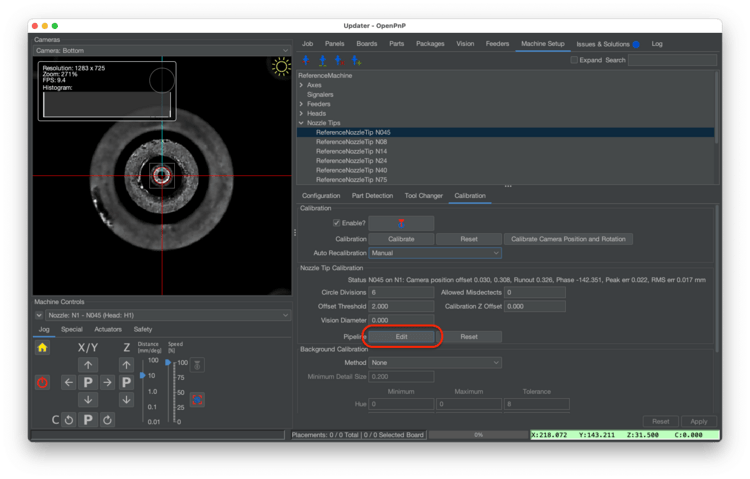 Updater - OpenPnP
Cameras
Camera: Bottom
Resolution: 1283 x 725
Zoom: 271%
FPS: 9.4
Histogram:
Machine Controls
Nozzle: N1 - N045 (Head: H1)
Jog Special Actuators Safety
X/Y Z Distance [mm/deg] Speed [%]
100 100
10 75
1.0 50
0.1 25
0.01 0
P P
C P
Job Panels Boards Parts Packages Vision Feeders Machine Setup Issues & Solutions Log
Expand Search
ReferenceMachine
Axes
Signalers
Feeders
Heads
Nozzle Tips
ReferenceNozzleTip N045
ReferenceNozzleTip N08
ReferenceNozzleTip N14
ReferenceNozzleTip N24
ReferenceNozzleTip N40
ReferenceNozzleTip N75
Configuration Part Detection Tool Changer Calibration
Calibration
Enable?
Calibration Calibrate Reset Calibrate Camera Position and Rotation
Auto Recalibration Manual
Nozzle Tip Calibration
Status N045 on N1: Camera position offset 0.030, 0.308, Runout 0.326, Phase -142.351, Peak err 0.022, RMS err 0.017 mm
Circle Divisions 6 Allowed Misdetects 0
Offset Threshold 2.000 Calibration Z Offset 0.000
Vision Diameter 0.000
Pipeline Edit Reset
Background Calibration
Method None
Minimum Detail Size 0.200
Minimum Maximum Tolerance
Hue 0 0 8
Reset Apply
Placements: 0 / 0 Total | 0 / 0 Selected Board 0% X:218.072 Y:143.211 Z:31.500 C:0.000